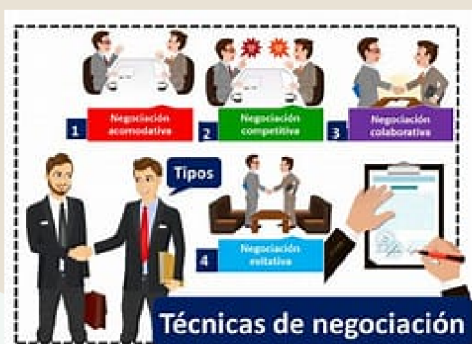 1
Negociación
acomodativa
2
Negociación
competitiva
3
Negociación
colaborativa
Tipos
4
Negociación
evitativa
Técnicas de negociación